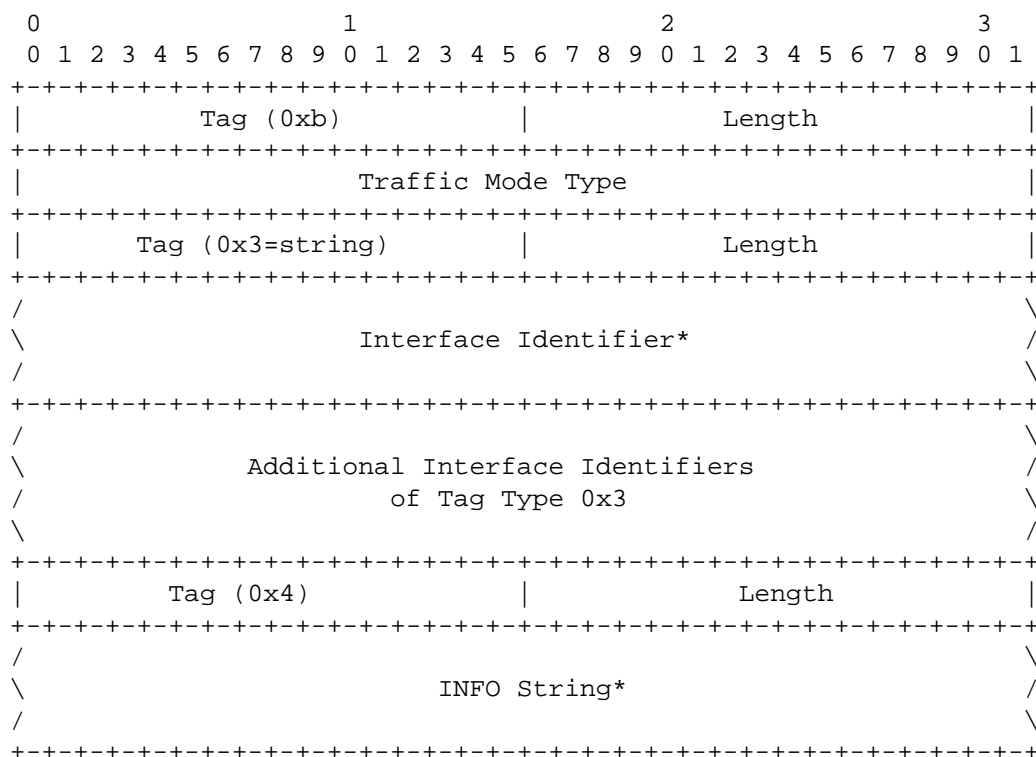 0                   1                   2                   3
 0 1 2 3 4 5 6 7 8 9 0 1 2 3 4 5 6 7 8 9 0 1 2 3 4 5 6 7 8 9 0 1
+-+-+-+-+-+-+-+-+-+-+-+-+-+-+-+-+-+-+-+-+-+-+-+-+-+-+-+-+-+-+-+-+
|           Tag (0xb)           |            Length             |
+-+-+-+-+-+-+-+-+-+-+-+-+-+-+-+-+-+-+-+-+-+-+-+-+-+-+-+-+-+-+-+-+
|                     Traffic Mode Type                         |
+-+-+-+-+-+-+-+-+-+-+-+-+-+-+-+-+-+-+-+-+-+-+-+-+-+-+-+-+-+-+-+-+
|       Tag (0x3=string)        |            Length             |
+-+-+-+-+-+-+-+-+-+-+-+-+-+-+-+-+-+-+-+-+-+-+-+-+-+-+-+-+-+-+-+-+
/                                                               \
\                     Interface Identifier*                     /
/                                                               \
+-+-+-+-+-+-+-+-+-+-+-+-+-+-+-+-+-+-+-+-+-+-+-+-+-+-+-+-+-+-+-+-+
/                                                               \
\              Additional Interface Identifiers                 /
/                       of Tag Type 0x3                         \
\                                                               /
+-+-+-+-+-+-+-+-+-+-+-+-+-+-+-+-+-+-+-+-+-+-+-+-+-+-+-+-+-+-+-+-+
|         Tag (0x4)             |             Length            |
+-+-+-+-+-+-+-+-+-+-+-+-+-+-+-+-+-+-+-+-+-+-+-+-+-+-+-+-+-+-+-+-+
/                                                               \
\                          INFO String*                         /
/                                                               \
+-+-+-+-+-+-+-+-+-+-+-+-+-+-+-+-+-+-+-+-+-+-+-+-+-+-+-+-+-+-+-+-+